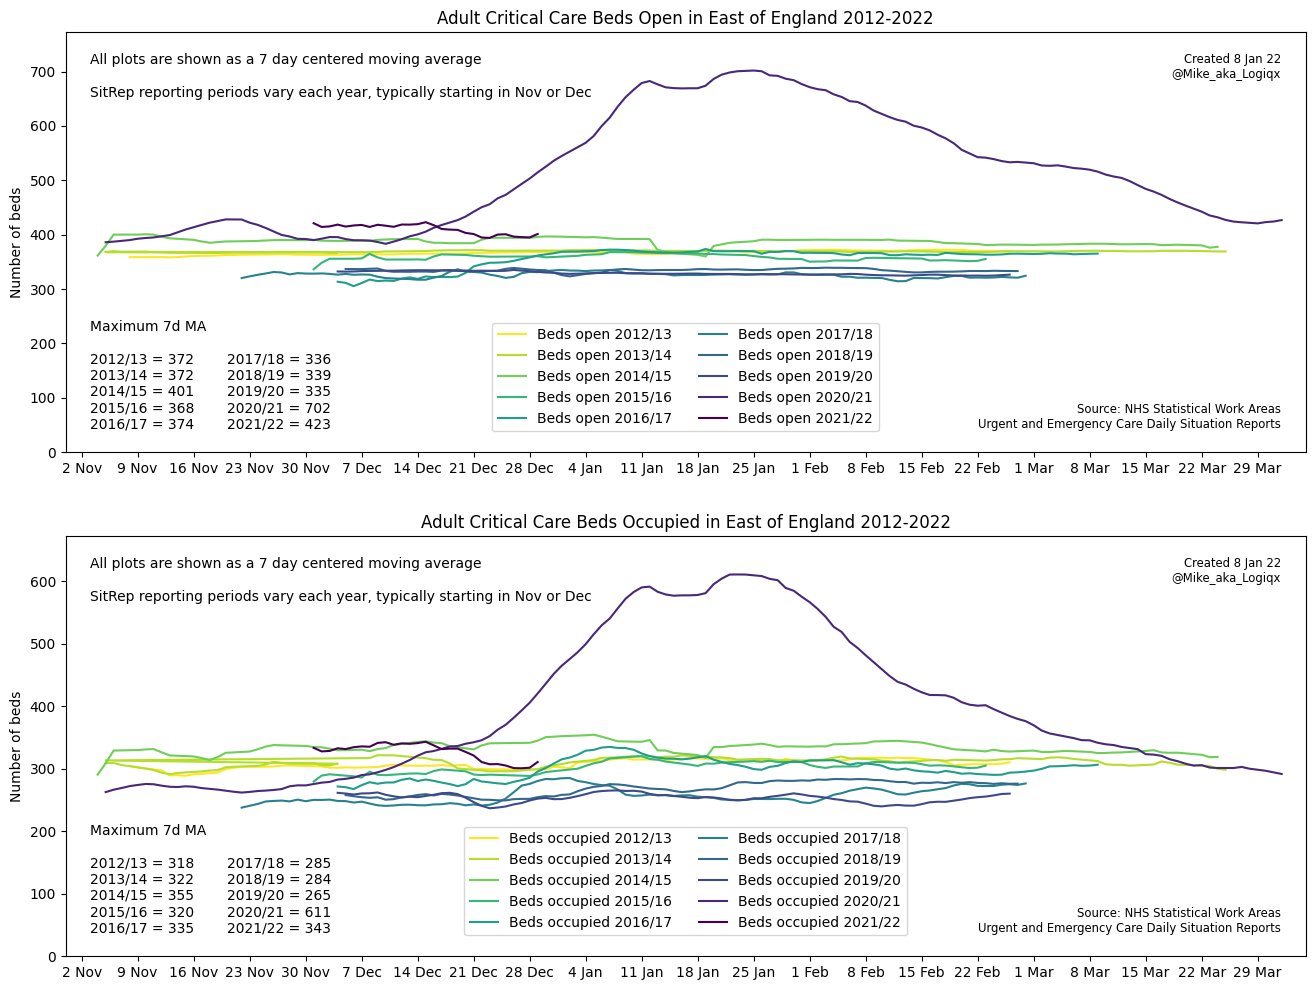 Adult Critical Care Beds Open in East of England 2012-2022
All plots are shown as a 7 day centered moving average
SitRep reporting periods vary each year, typically starting in Nov or Dec
Created 8 Jan 22
@Mike_aka_Logiqx
Number of beds
700
600
500
400
300
200
100
0
Maximum 7d MA
2012/13 = 372 2017/18 = 336
2013/14 = 372 2018/19 = 339
2014/15 = 401 2019/20 = 335
2015/16 = 368 2020/21 = 702
2016/17 = 374 2021/22 = 423
Beds open 2012/13
Beds open 2013/14
Beds open 2014/15
Beds open 2015/16
Beds open 2016/17
Beds open 2017/18
Beds open 2018/19
Beds open 2019/20
Beds open 2020/21
Beds open 2021/22
Source: NHS Statistical Work Areas
Urgent and Emergency Care Daily Situation Reports
2 Nov 9 Nov 16 Nov 23 Nov 30 Nov 7 Dec 14 Dec 21 Dec 28 Dec 4 Jan 11 Jan 18 Jan 25 Jan 1 Feb 8 Feb 15 Feb 22 Feb 1 Mar 8 Mar 15 Mar 22 Mar 29 Mar
Adult Critical Care Beds Occupied in East of England 2012-2022
All plots are shown as a 7 day centered moving average
SitRep reporting periods vary each year, typically starting in Nov or Dec
Created 8 Jan 22
@Mike_aka_Logiqx
Number of beds
600
500
400
300
200
100
0
Maximum 7d MA
2012/13 = 318 2017/18 = 285
2013/14 = 322 2018/19 = 284
2014/15 = 355 2019/20 = 265
2015/16 = 320 2020/21 = 611
2016/17 = 335 2021/22 = 343
Beds occupied 2012/13
Beds occupied 2013/14
Beds occupied 2014/15
Beds occupied 2015/16
Beds occupied 2016/17
Beds occupied 2017/18
Beds occupied 2018/19
Beds occupied 2019/20
Beds occupied 2020/21
Beds occupied 2021/22
Source: NHS Statistical Work Areas
Urgent and Emergency Care Daily Situation Reports
2 Nov 9 Nov 16 Nov 23 Nov 30 Nov 7 Dec 14 Dec 21 Dec 28 Dec 4 Jan 11 Jan 18 Jan 25 Jan 1 Feb 8 Feb 15 Feb 22 Feb 1 Mar 8 Mar 15 Mar 22 Mar 29 Mar